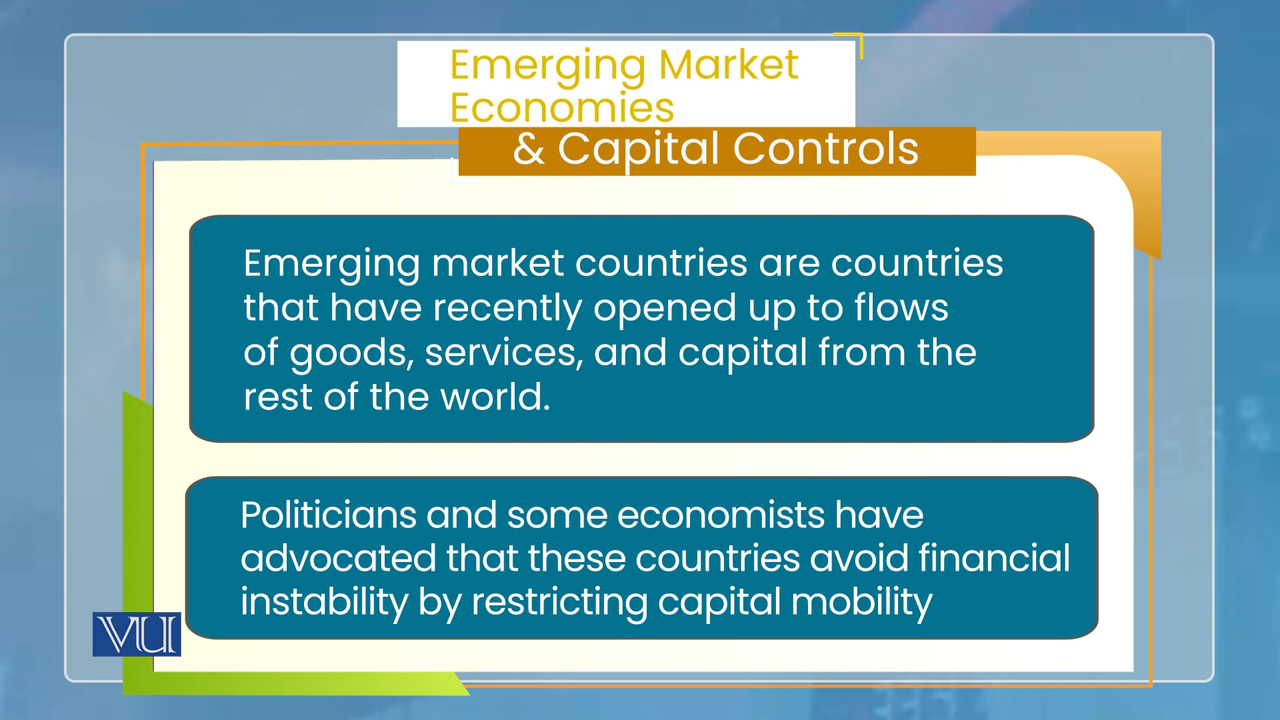 Emerging Market
Economies
& Capital Controls
Emerging market countries are countries
that have recently opened up to flows
of goods, services, and capital from the
rest of the world.
Politicians and some economists have
advocated that these countries avoid financial
instability by restricting capital mobility
VU